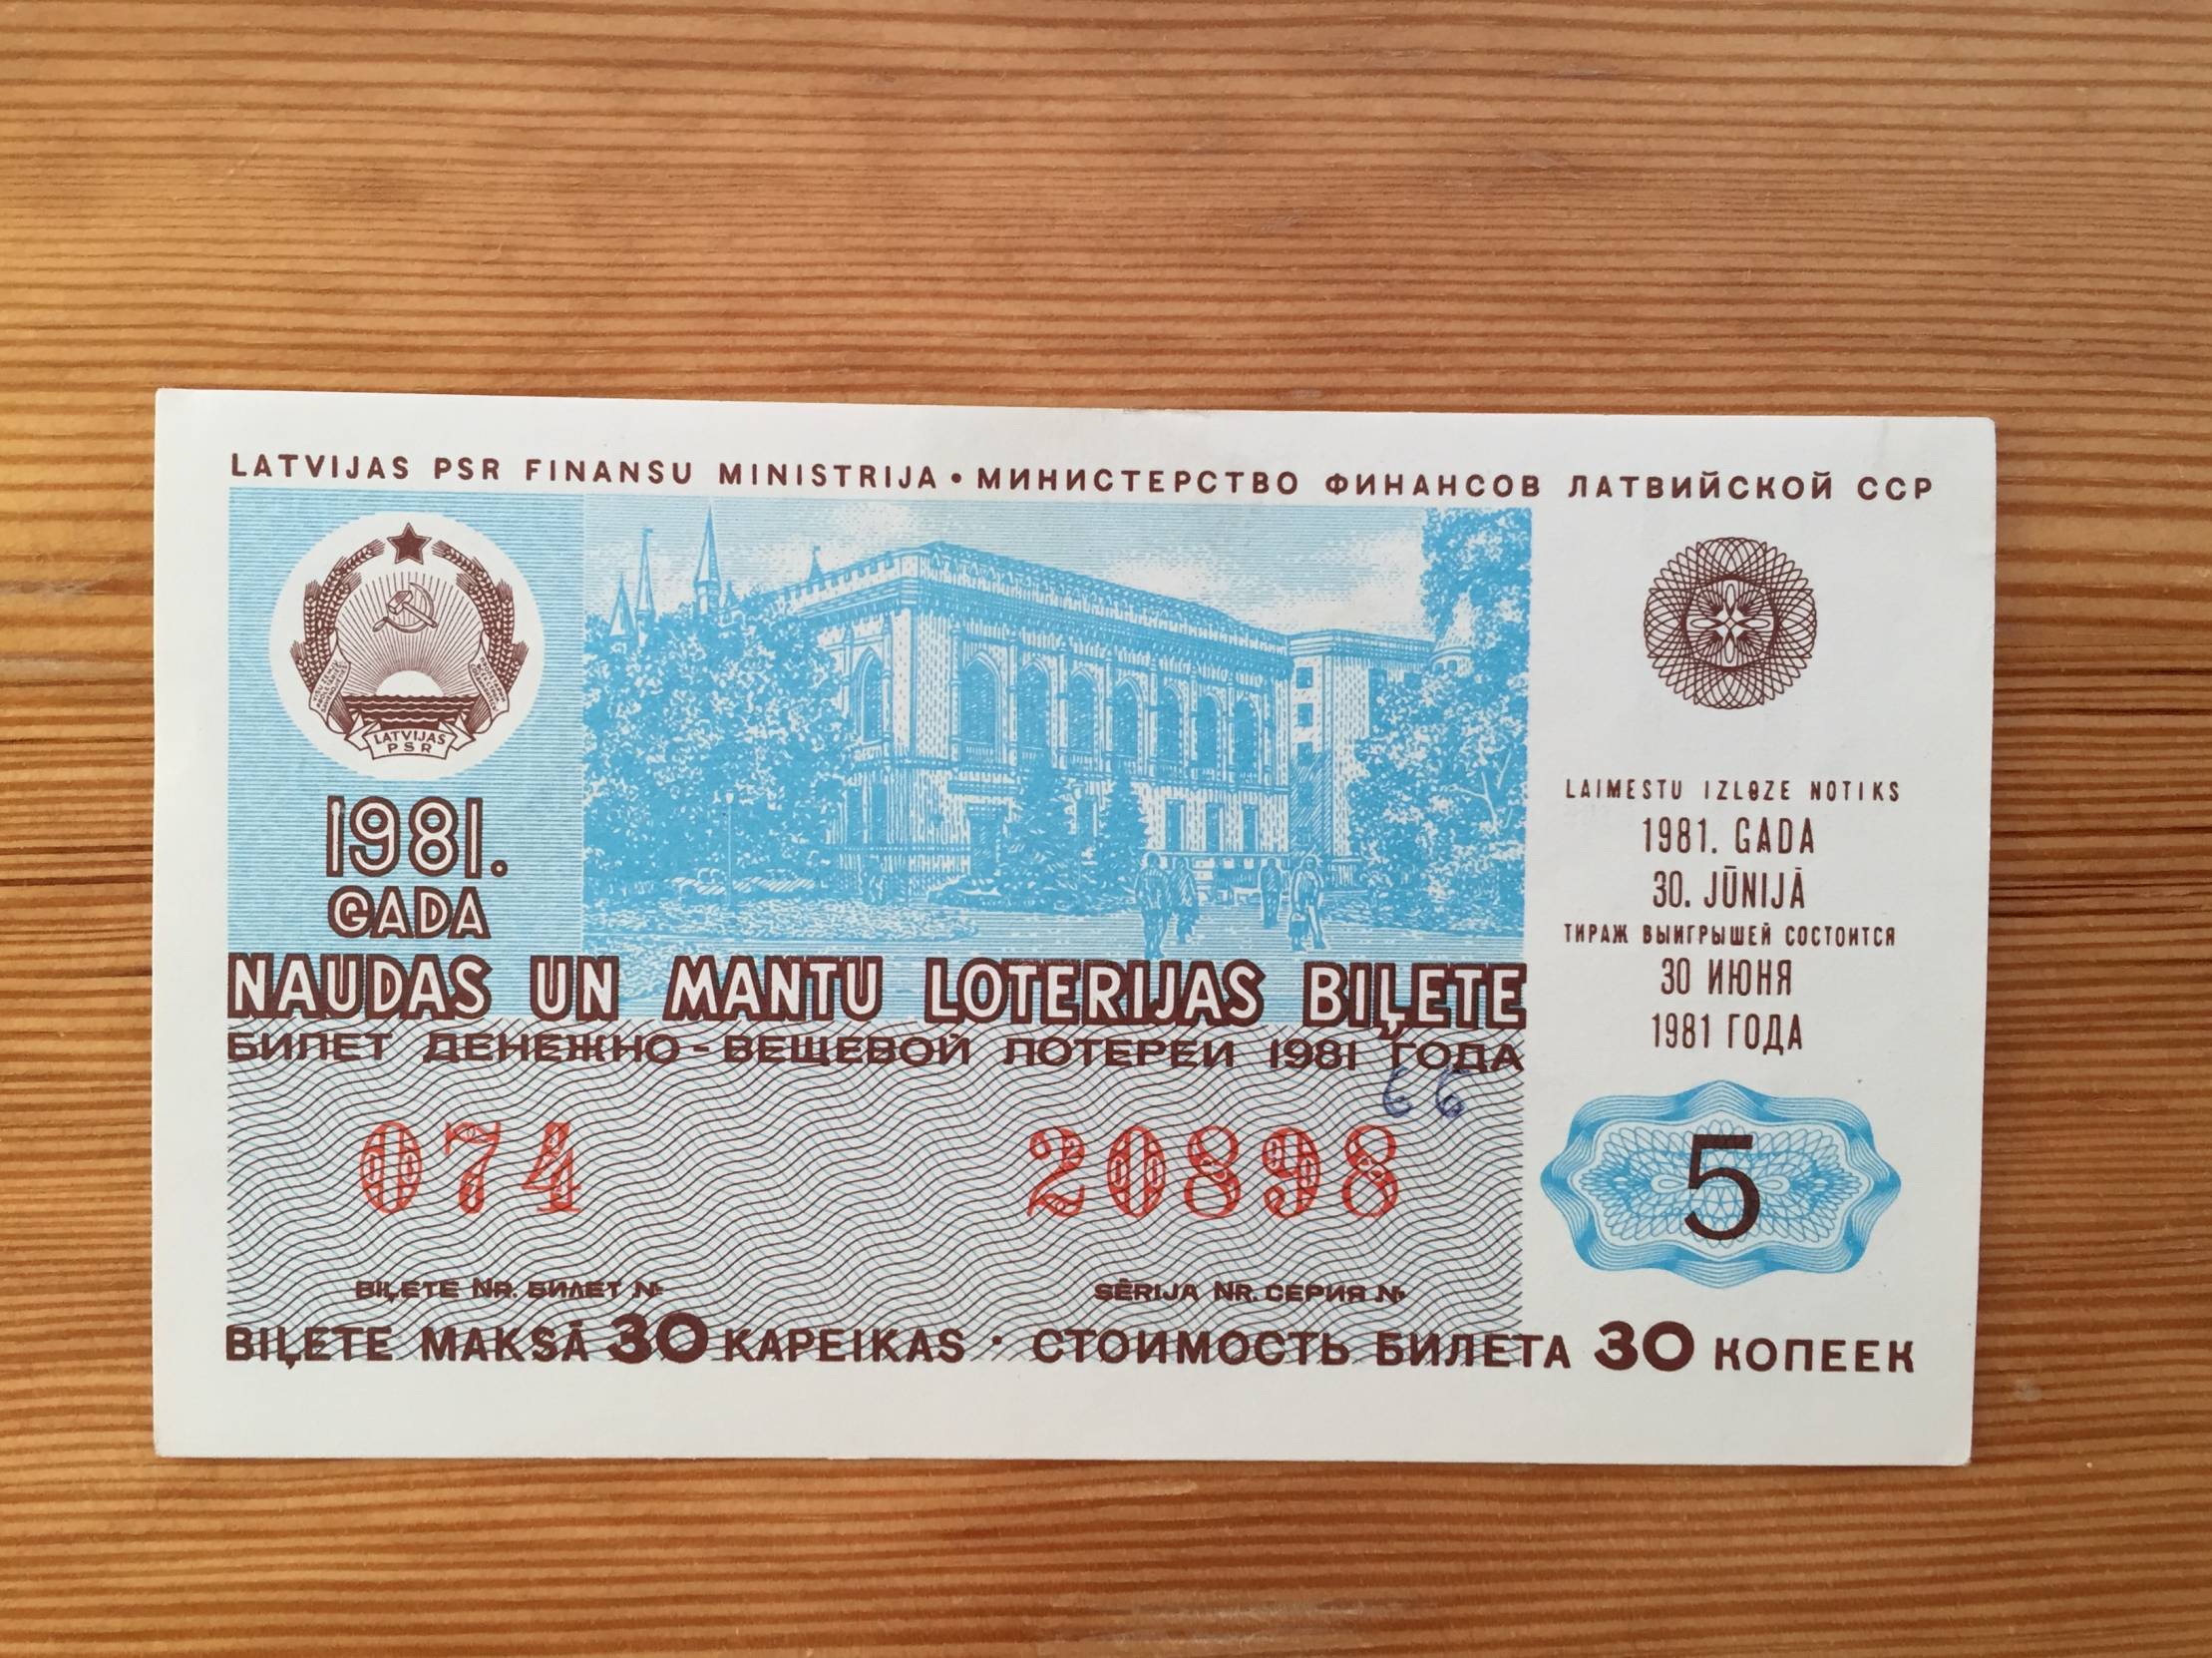 LATVIJAS PSR FINANSU MINISTRIJA • МИНИСТЕРСТВО ФИНАНСОВ ЛАТВИЙСКОЙ ССР
LATVIJAS
PSR
1981.
GADA
NAUDAS UN MANTU LOTERIJAS BIĻETE
БИЛЕТ ДЕНЕЖНО-ВЕЩЕВОЙ ЛОТЕРЕИ 1981 ГОДА
66
074 20898
BIĻETE NR. БИЛЕТ № SĒRIJA NR. СЕРИЯ №
BIĻETE MAKSĀ 30 KAPEIKAS · СТОИМОСТЬ БИЛЕТА 30 КОПЕЕК
LAIMESTU IZLOZE NOTIKS
1981. GADA
30. JŪNIJĀ
ТИРАЖ ВЫИГРЫШЕЙ СОСТОИТСЯ
30 ИЮНЯ
1981 ГОДА
5